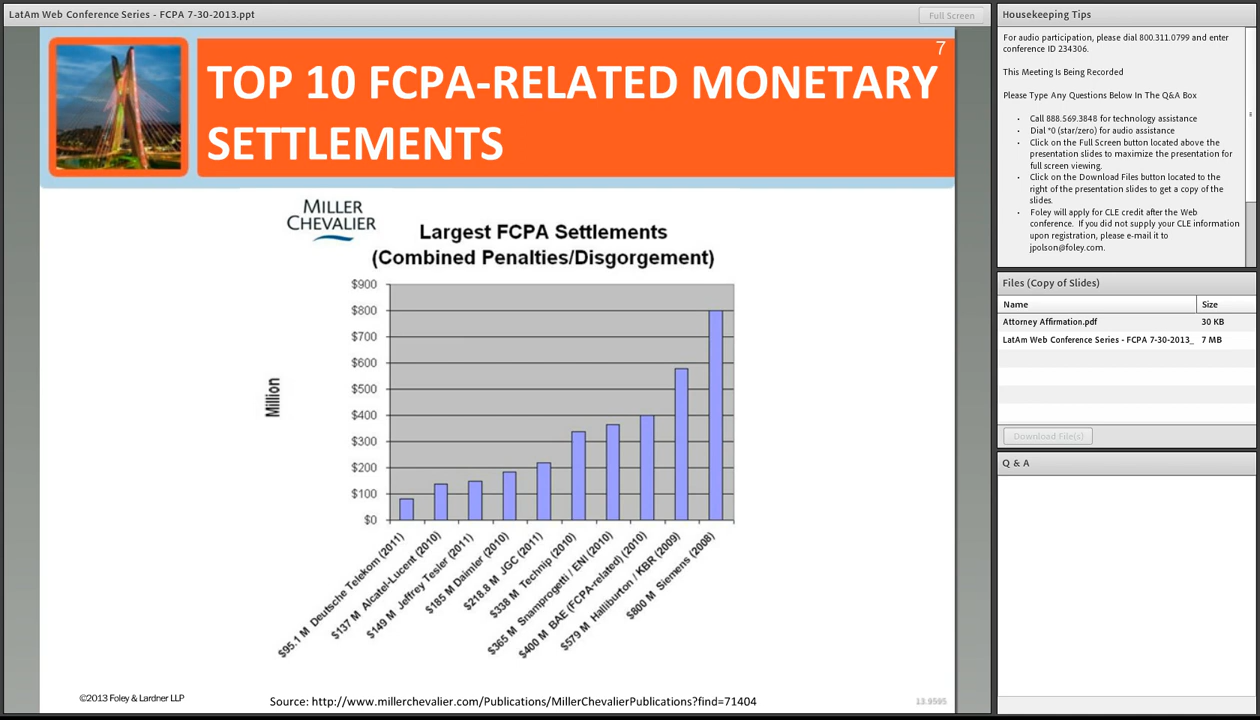 LatAm Web Conference Series - FCPA 7-30-2013.ppt
Full Screen
7
TOP 10 FCPA-RELATED MONETARY
SETTLEMENTS
MILLER
CHEVALIER
Largest FCPA Settlements
(Combined Penalties/Disgorgement)
Million
$900
$800
$700
$600
$500
$400
$300
$200
$100
$0
$95.1 M Deutsche Telekom (2011)
$137 M Alcatel-Lucent (2010)
$149 M Jeffrey Tesler (2011)
$185 M Daimler (2010)
$218.8 M JGC (2011)
$338 M Technip (2010)
$365 M Snamprogetti / ENI (2010)
$400 M BAE (FCPA-related) (2010)
$579 M Halliburton / KBR (2009)
$800 M Siemens (2008)
©2013 Foley & Lardner LLP
Source: http://www.millerchevalier.com/Publications/MillerChevalierPublications?find=71404
13.9595
Housekeeping Tips
For audio participation, please dial 800.311.0799 and enter
conference ID 234306.
This Meeting Is Being Recorded
Please Type Any Questions Below In The Q&A Box
• Call 888.569.3848 for technology assistance
• Dial *0 (star/zero) for audio assistance
• Click on the Full Screen button located above the
presentation slides to maximize the presentation for
full screen viewing.
• Click on the Download Files button located to the
right of the presentation slides to get a copy of the
slides.
• Foley will apply for CLE credit after the Web
conference. If you did not supply your CLE information
upon registration, please e-mail it to
jpolson@foley.com.
Files (Copy of Slides)
Name Size
Attorney Affirmation.pdf 30 KB
LatAm Web Conference Series - FCPA 7-30-2013_ 7 MB
Download File(s)
Q & A